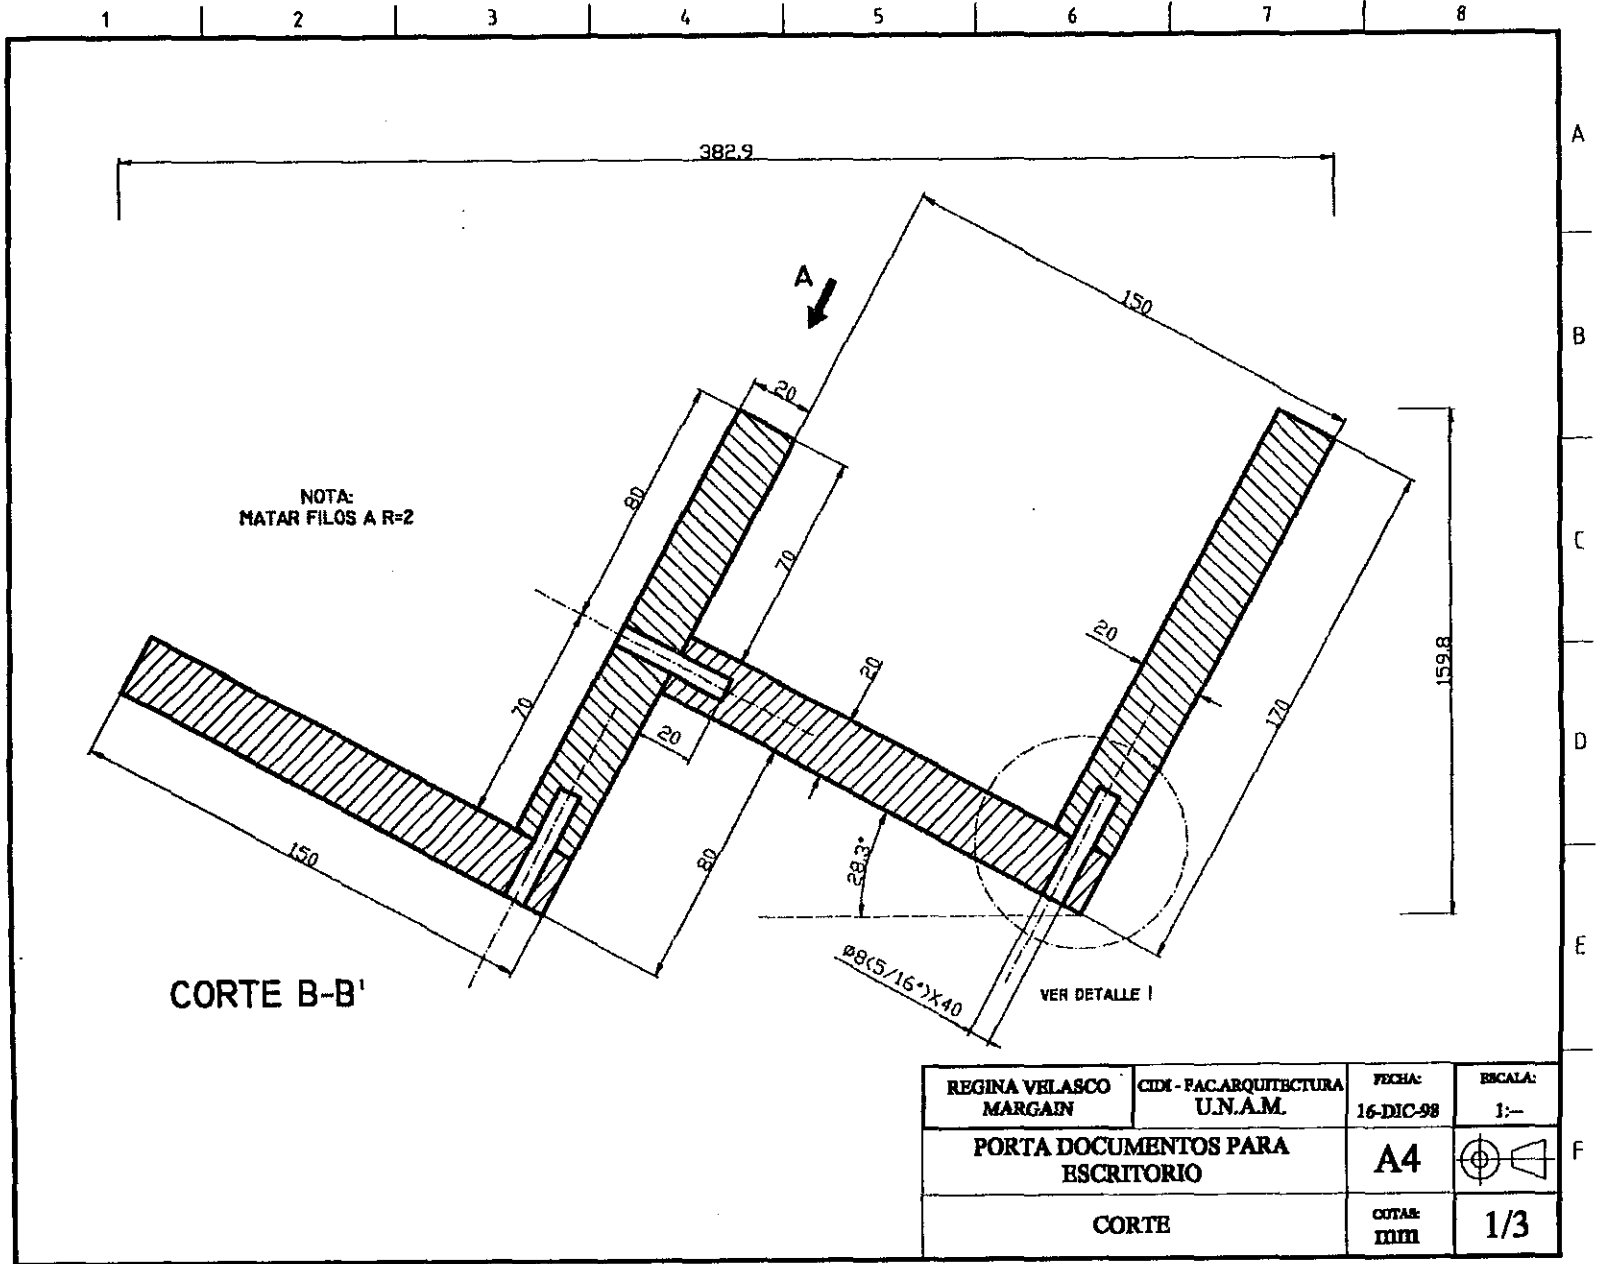 1 2 3 4 5 6 7 8
A
B
C
D
E
F
382.9
150
A
20
80
NOTA:
MATAR FILOS A R=2
70
20
159.8
20
70
170
20
150
80
28.3°
Ø8(5/16")X40
CORTE B-B'
VER DETALLE I
REGINA VELASCO
MARGAIN
CIDI - FAC.ARQUITECTURA
U.N.A.M.
FECHA:
16-DIC-98
ESCALA:
1:--
PORTA DOCUMENTOS PARA
ESCRITORIO
A4
CORTE
COTAS:
mm
1/3